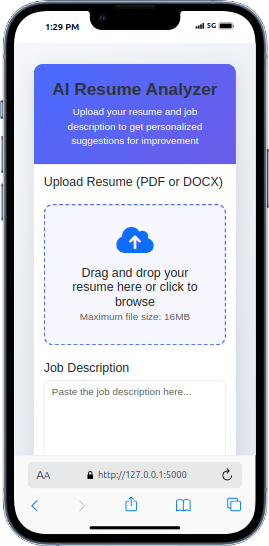 1:29 PM
5G
AI Resume Analyzer
Upload your resume and job
description to get personalized
suggestions for improvement
Upload Resume (PDF or DOCX)
Drag and drop your
resume here or click to
browse
Maximum file size: 16MB
Job Description
Paste the job description here...
AA
http://127.0.0.1:5000